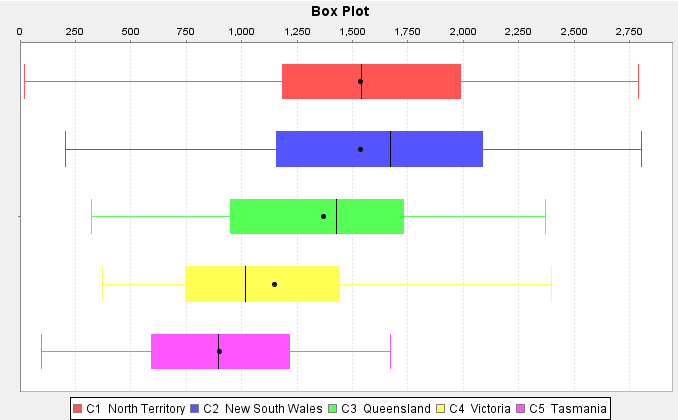 Box Plot
0 250 500 750 1,000 1,250 1,500 1,750 2,000 2,250 2,500 2,750
C1 North Territory C2 New South Wales C3 Queensland C4 Victoria C5 Tasmania